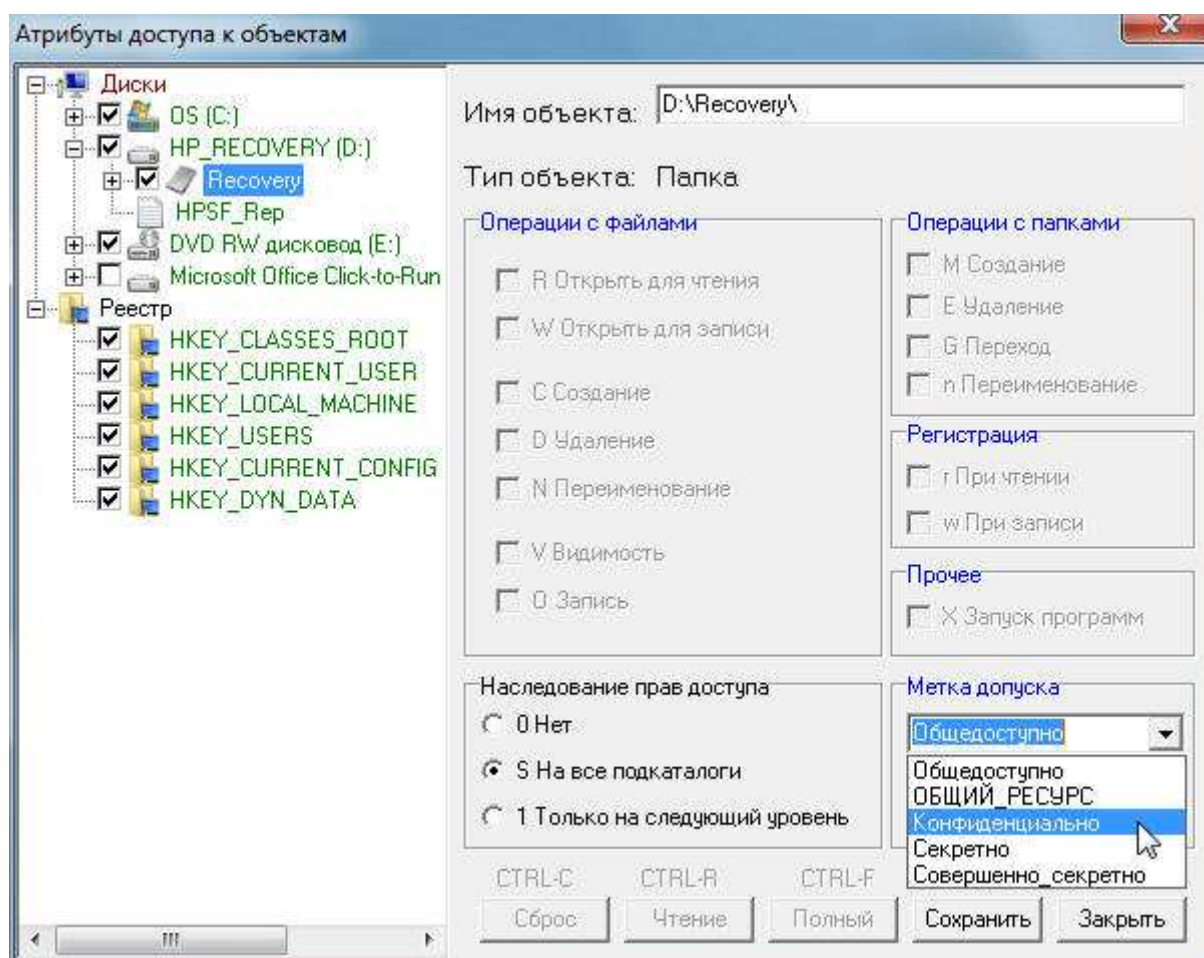 Атрибуты доступа к объектам
Диски
OS (C:)
HP_RECOVERY (D:)
Recovery
HPSF_Rep
DVD RW дисковод (E:)
Microsoft Office Click-to-Run
Реестр
HKEY_CLASSES_ROOT
HKEY_CURRENT_USER
HKEY_LOCAL_MACHINE
HKEY_USERS
HKEY_CURRENT_CONFIG
HKEY_DYN_DATA
Имя объекта: D:\Recovery\
Тип объекта: Папка
Операции с файлами
R Открыть для чтения
W Открыть для записи
C Создание
D Удаление
N Переименование
V Видимость
O Запись
Операции с папками
M Создание
E Удаление
G Переход
n Переименование
Регистрация
r При чтении
w При записи
Прочее
X Запуск программ
Наследование прав доступа
0 Нет
S На все подкаталоги
1 Только на следующий уровень
Метка допуска
Общедоступно
Общедоступно
ОБЩИЙ_РЕСУРС
Конфиденциально
Секретно
Совершенно_секретно
CTRL-C CTRL-R CTRL-F
Сброс Чтение Полный Сохранить Закрыть